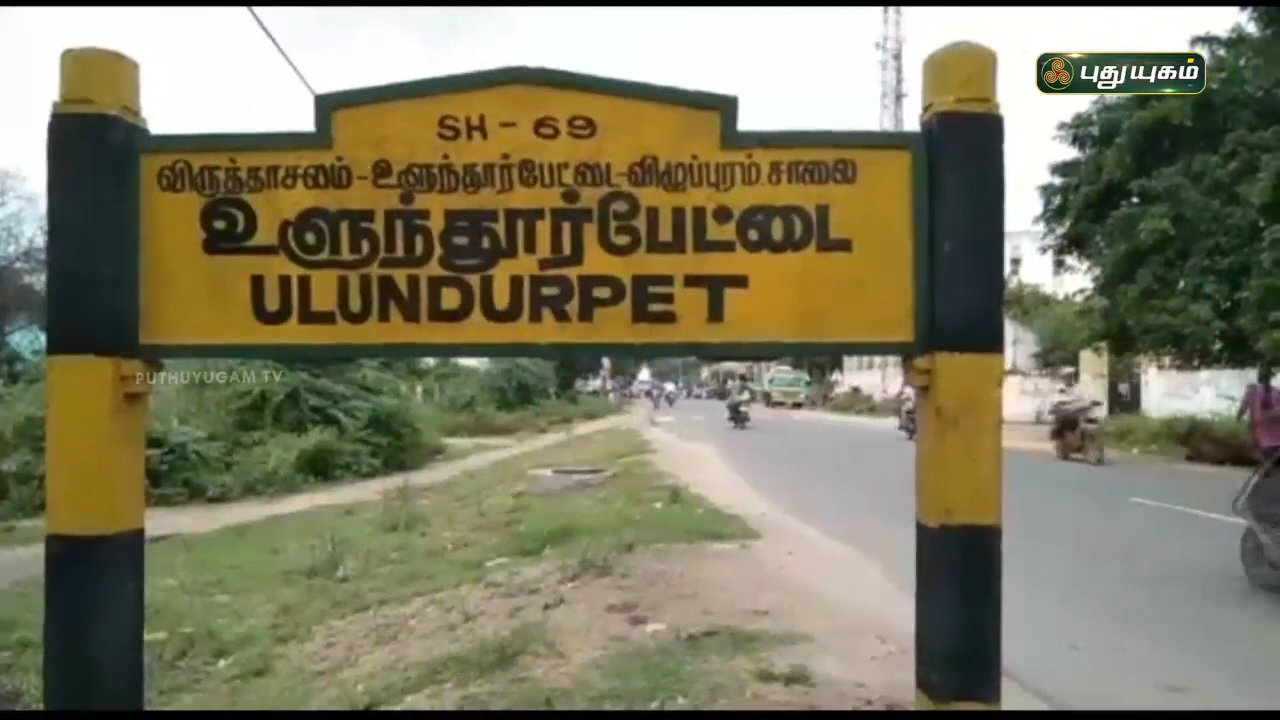 புதுயுகம்
SH - 69
விருத்தாசலம் - உளுந்தூர்பேட்டை - விழுப்புரம். சாலை
உளுந்தூர்பேட்டை
ULUNDURPET
PUTHUYUGAM TV